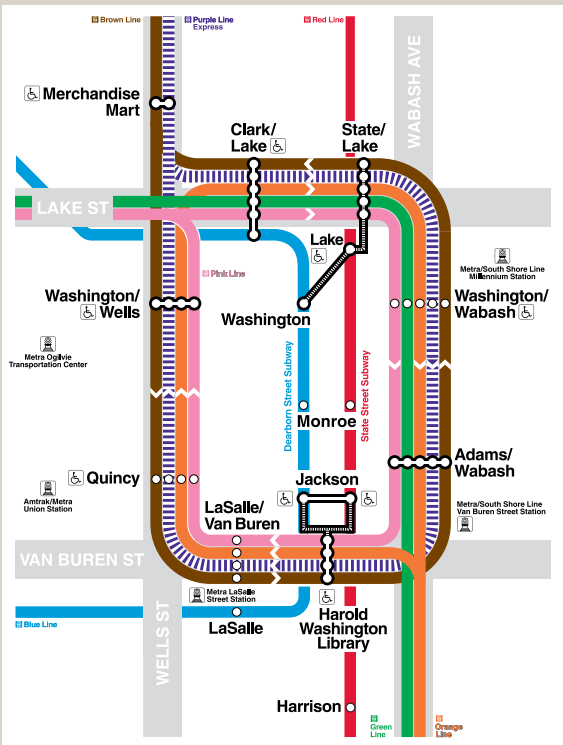 Brown Line
Purple Line
Express
Red Line
WABASH AVE
Merchandise
Mart
Clark/
Lake
State/
Lake
LAKE ST
Lake
Pink Line
Metra/South Shore Line
Millennium Station
Washington/
Wells
Washington
Washington/
Wabash
Metra Ogilvie
Transportation Center
Dearborn Street Subway
State Street Subway
Monroe
Adams/
Wabash
Quincy
Jackson
Amtrak/Metra
Union Station
LaSalle/
Van Buren
Metra/South Shore Line
Van Buren Street Station
VAN BUREN ST
Metra LaSalle
Street Station
Blue Line
LaSalle
WELLS ST
Harold
Washington
Library
Harrison
Green
Line
Orange
Line